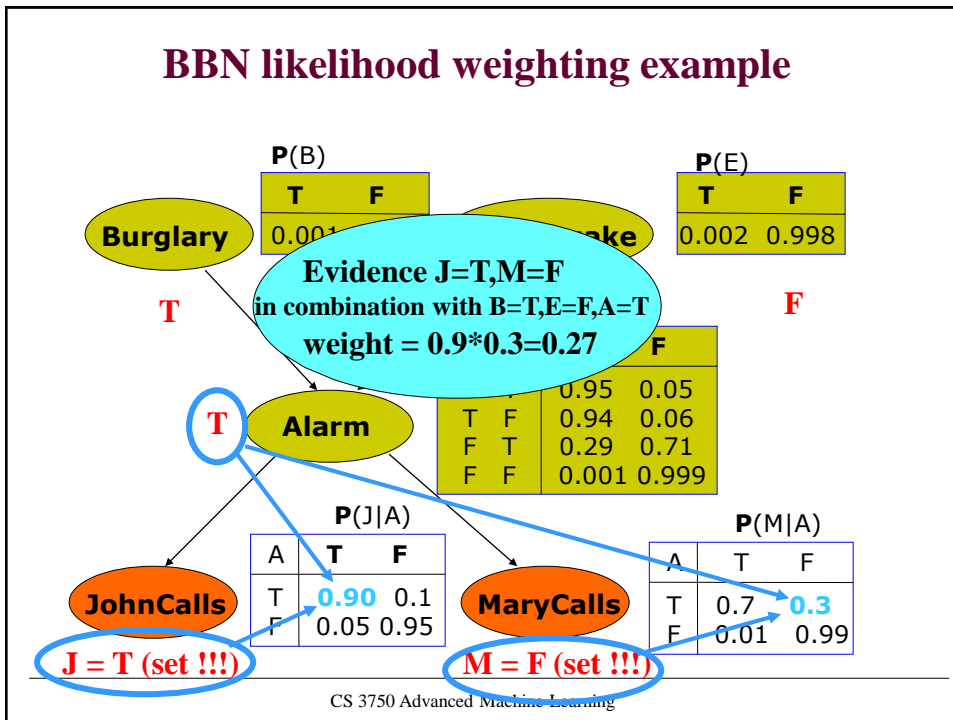 BBN likelihood weighting example
P(B)
T F
0.001
Burglary
P(E)
T F
0.002 0.998
Evidence J=T,M=F
in combination with B=T,E=F,A=T
weight = 0.9*0.3=0.27
T
F
F
0.95 0.05
T F 0.94 0.06
F T 0.29 0.71
F F 0.001 0.999
T
Alarm
P(J|A)
A T F
T 0.90 0.1
F 0.05 0.95
P(M|A)
A T F
T 0.7 0.3
F 0.01 0.99
JohnCalls
MaryCalls
J = T (set !!!)
M = F (set !!!)
CS 3750 Advanced Machine Learning